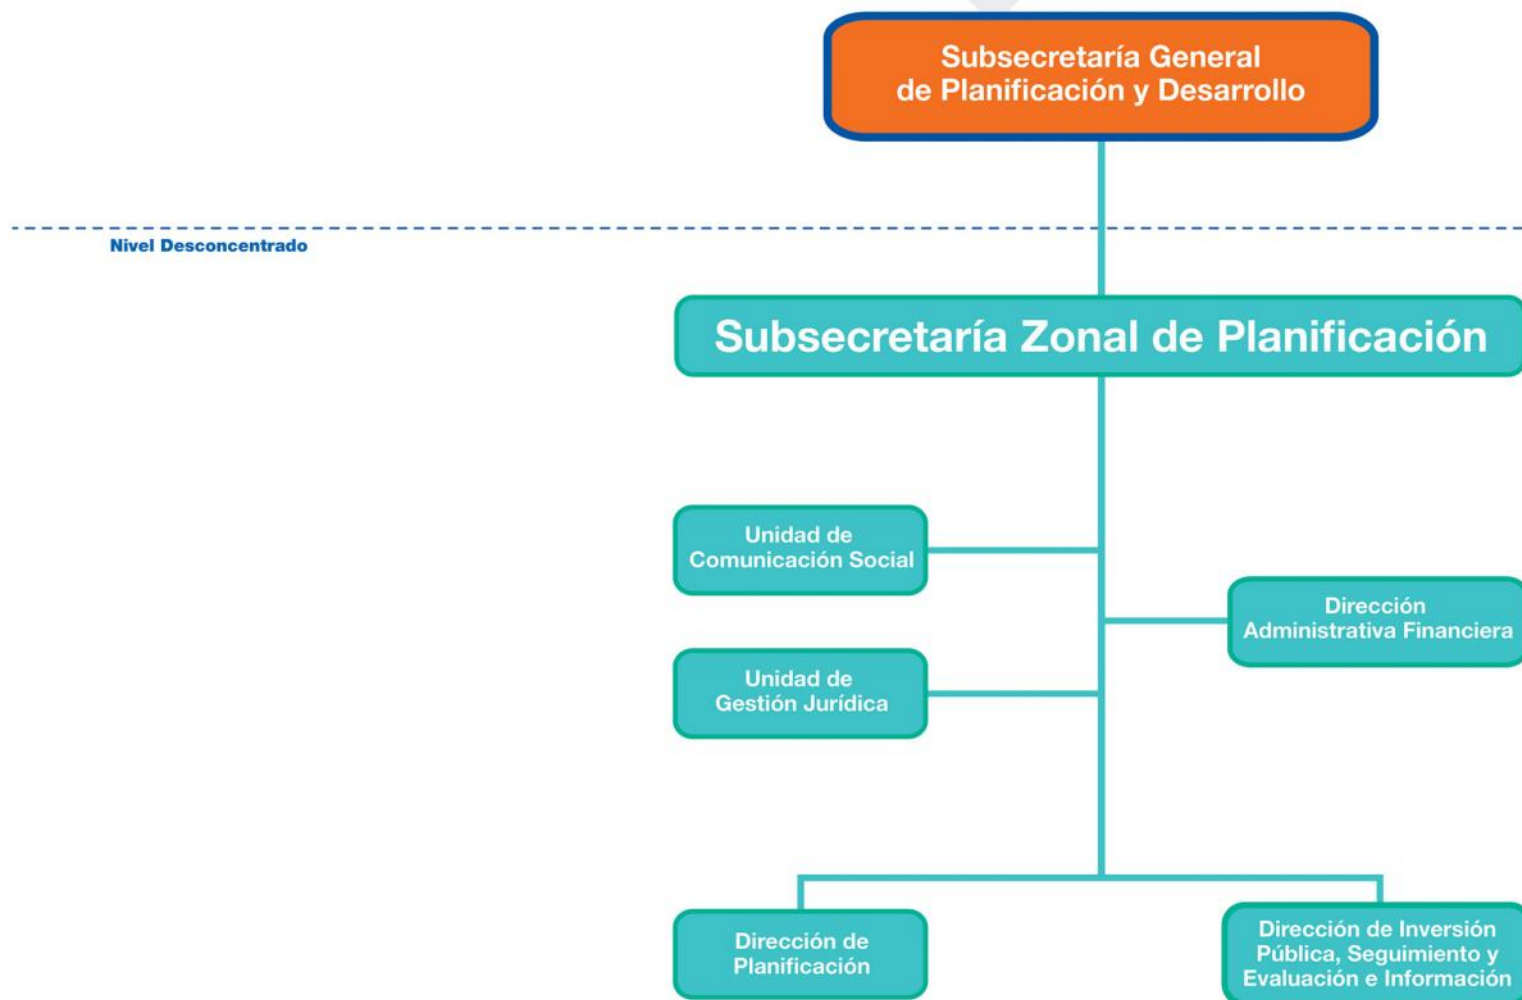 Subsecretaría General
de Planificación y Desarrollo
Nivel Desconcentrado
Subsecretaría Zonal de Planificación
Unidad de
Comunicación Social
Dirección
Administrativa Financiera
Unidad de
Gestión Jurídica
Dirección de
Planificación
Dirección de Inversión
Pública, Seguimiento y
Evaluación e Información